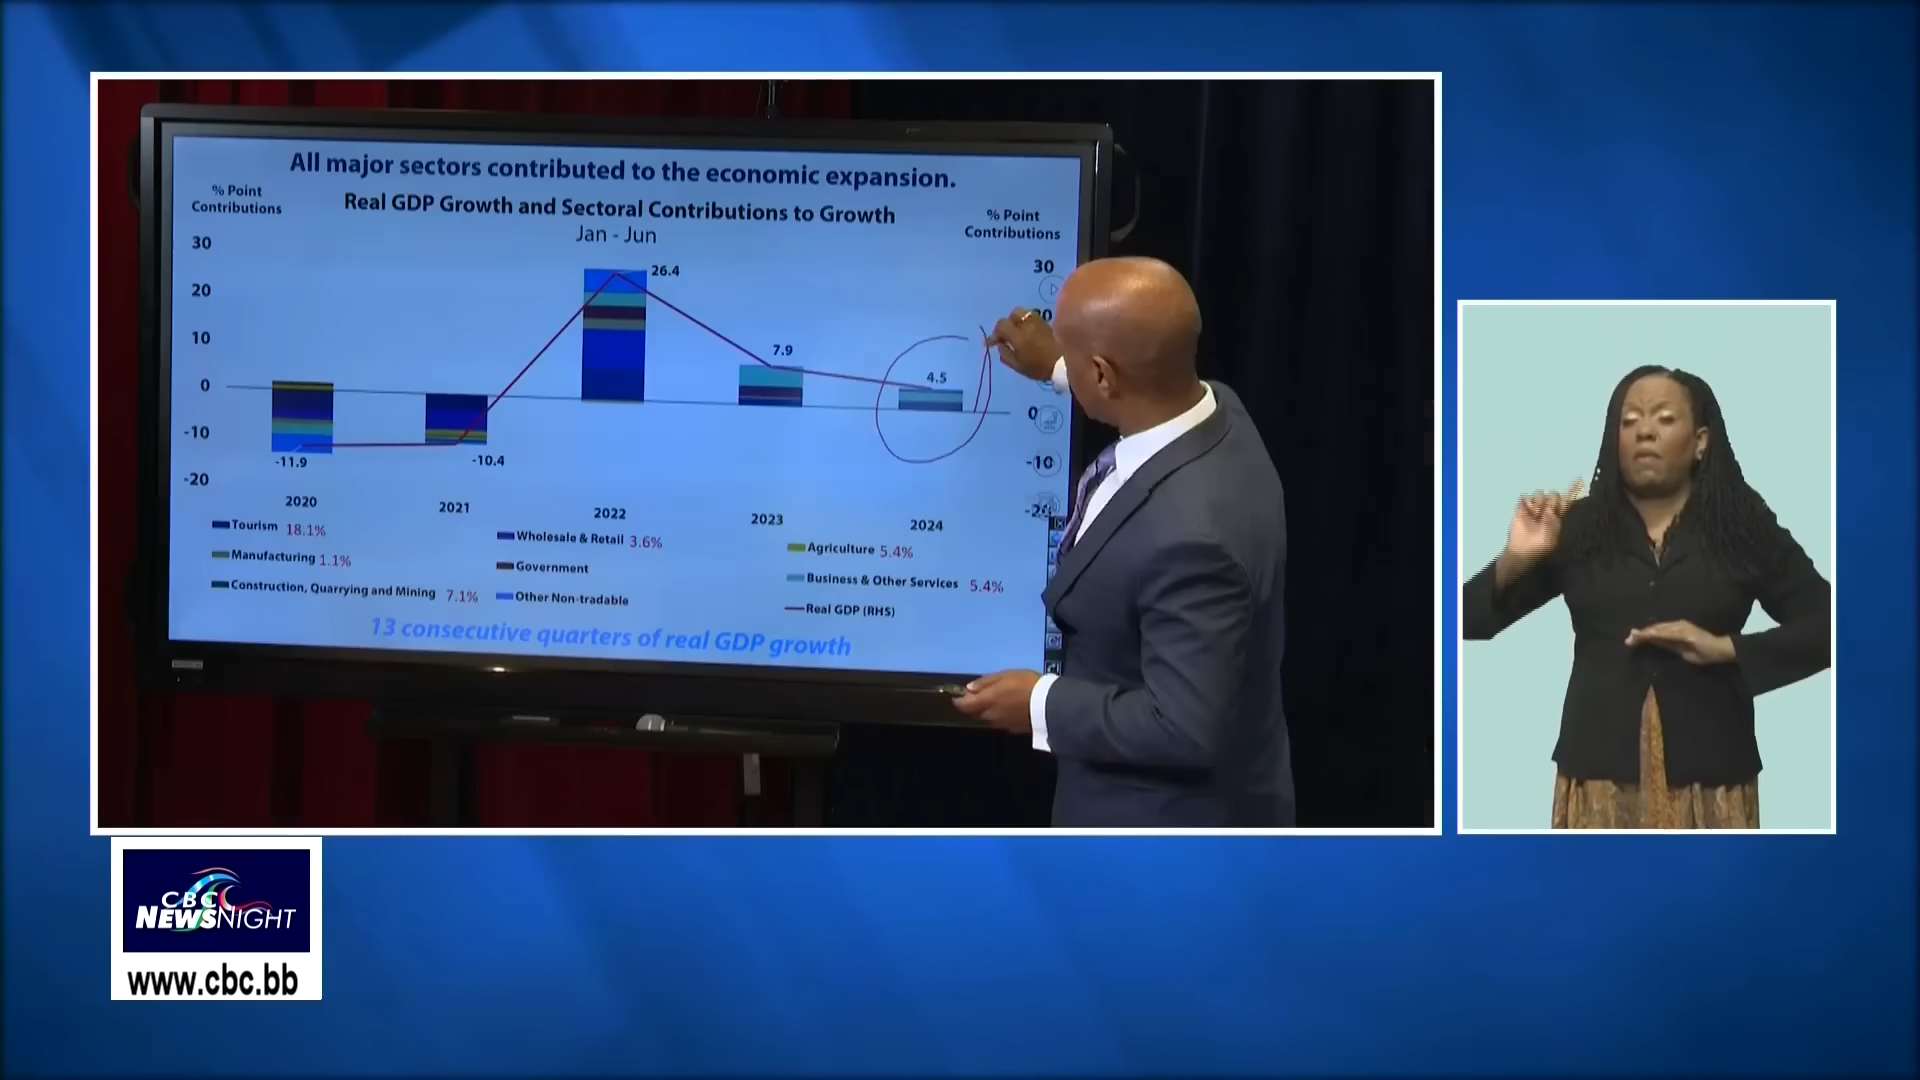 All major sectors contributed to the economic expansion.
% Point
Contributions
Real GDP Growth and Sectoral Contributions to Growth
Jan - Jun
% Point
Contributions
30
20
10
0
-10
-20
30
0
-10
26.4
7.9
4.5
-11.9
-10.4
2020
2021
2022
2023
2024
Tourism 18.1%
Wholesale & Retail 3.6%
Agriculture 5.4%
Manufacturing 1.1%
Government
Business & Other Services 5.4%
Construction, Quarrying and Mining 7.1%
Other Non-tradable
Real GDP (RHS)
13 consecutive quarters of real GDP growth
CBC
NEWSNIGHT
www.cbc.bb